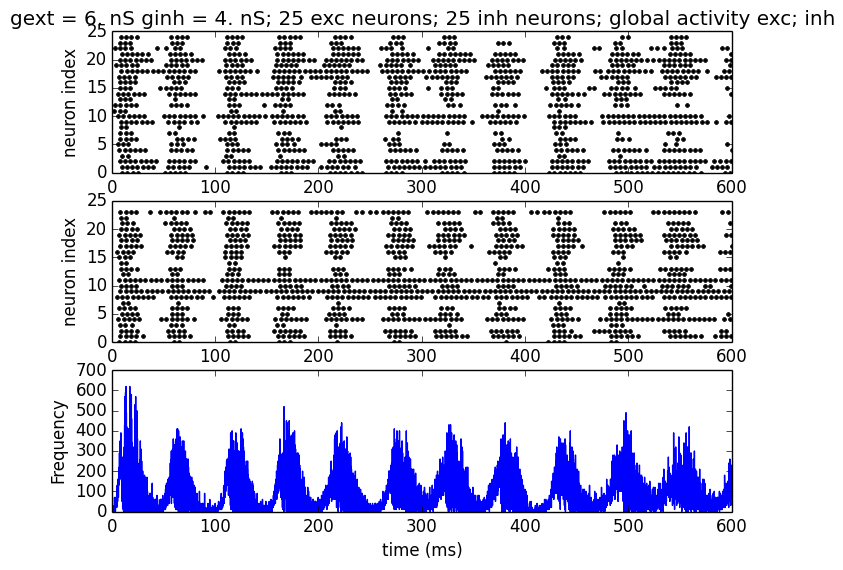 gext = 6. nS ginh = 4. nS; 25 exc neurons; 25 inh neurons; global activity exc; inh
25
20
15
10
5
0
neuron index
0 100 200 300 400 500 600
25
20
15
10
5
0
neuron index
0 100 200 300 400 500 600
700
600
500
400
300
200
100
0
Frequency
0 100 200 300 400 500 600
time (ms)